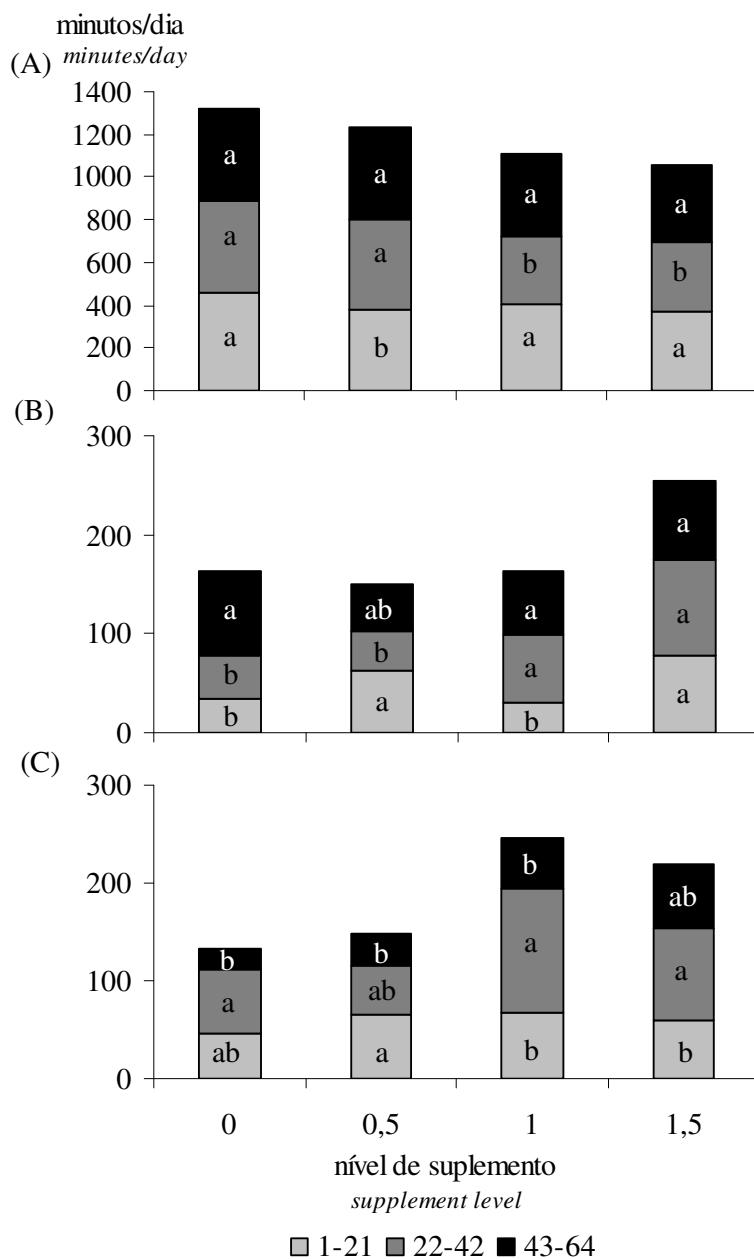 minutos/dia
minutes/day
(A)
1400
1200
1000
800
600
400
200
0
a a a a
a a b b
a b a a
(B)
300
200
100
0
a ab a a
b b a a
b a b a
(C)
300
200
100
0
b b b ab
a ab a a
ab a b b
0 0,5 1 1,5
nível de suplemento
supplement level
1-21 22-42 43-64